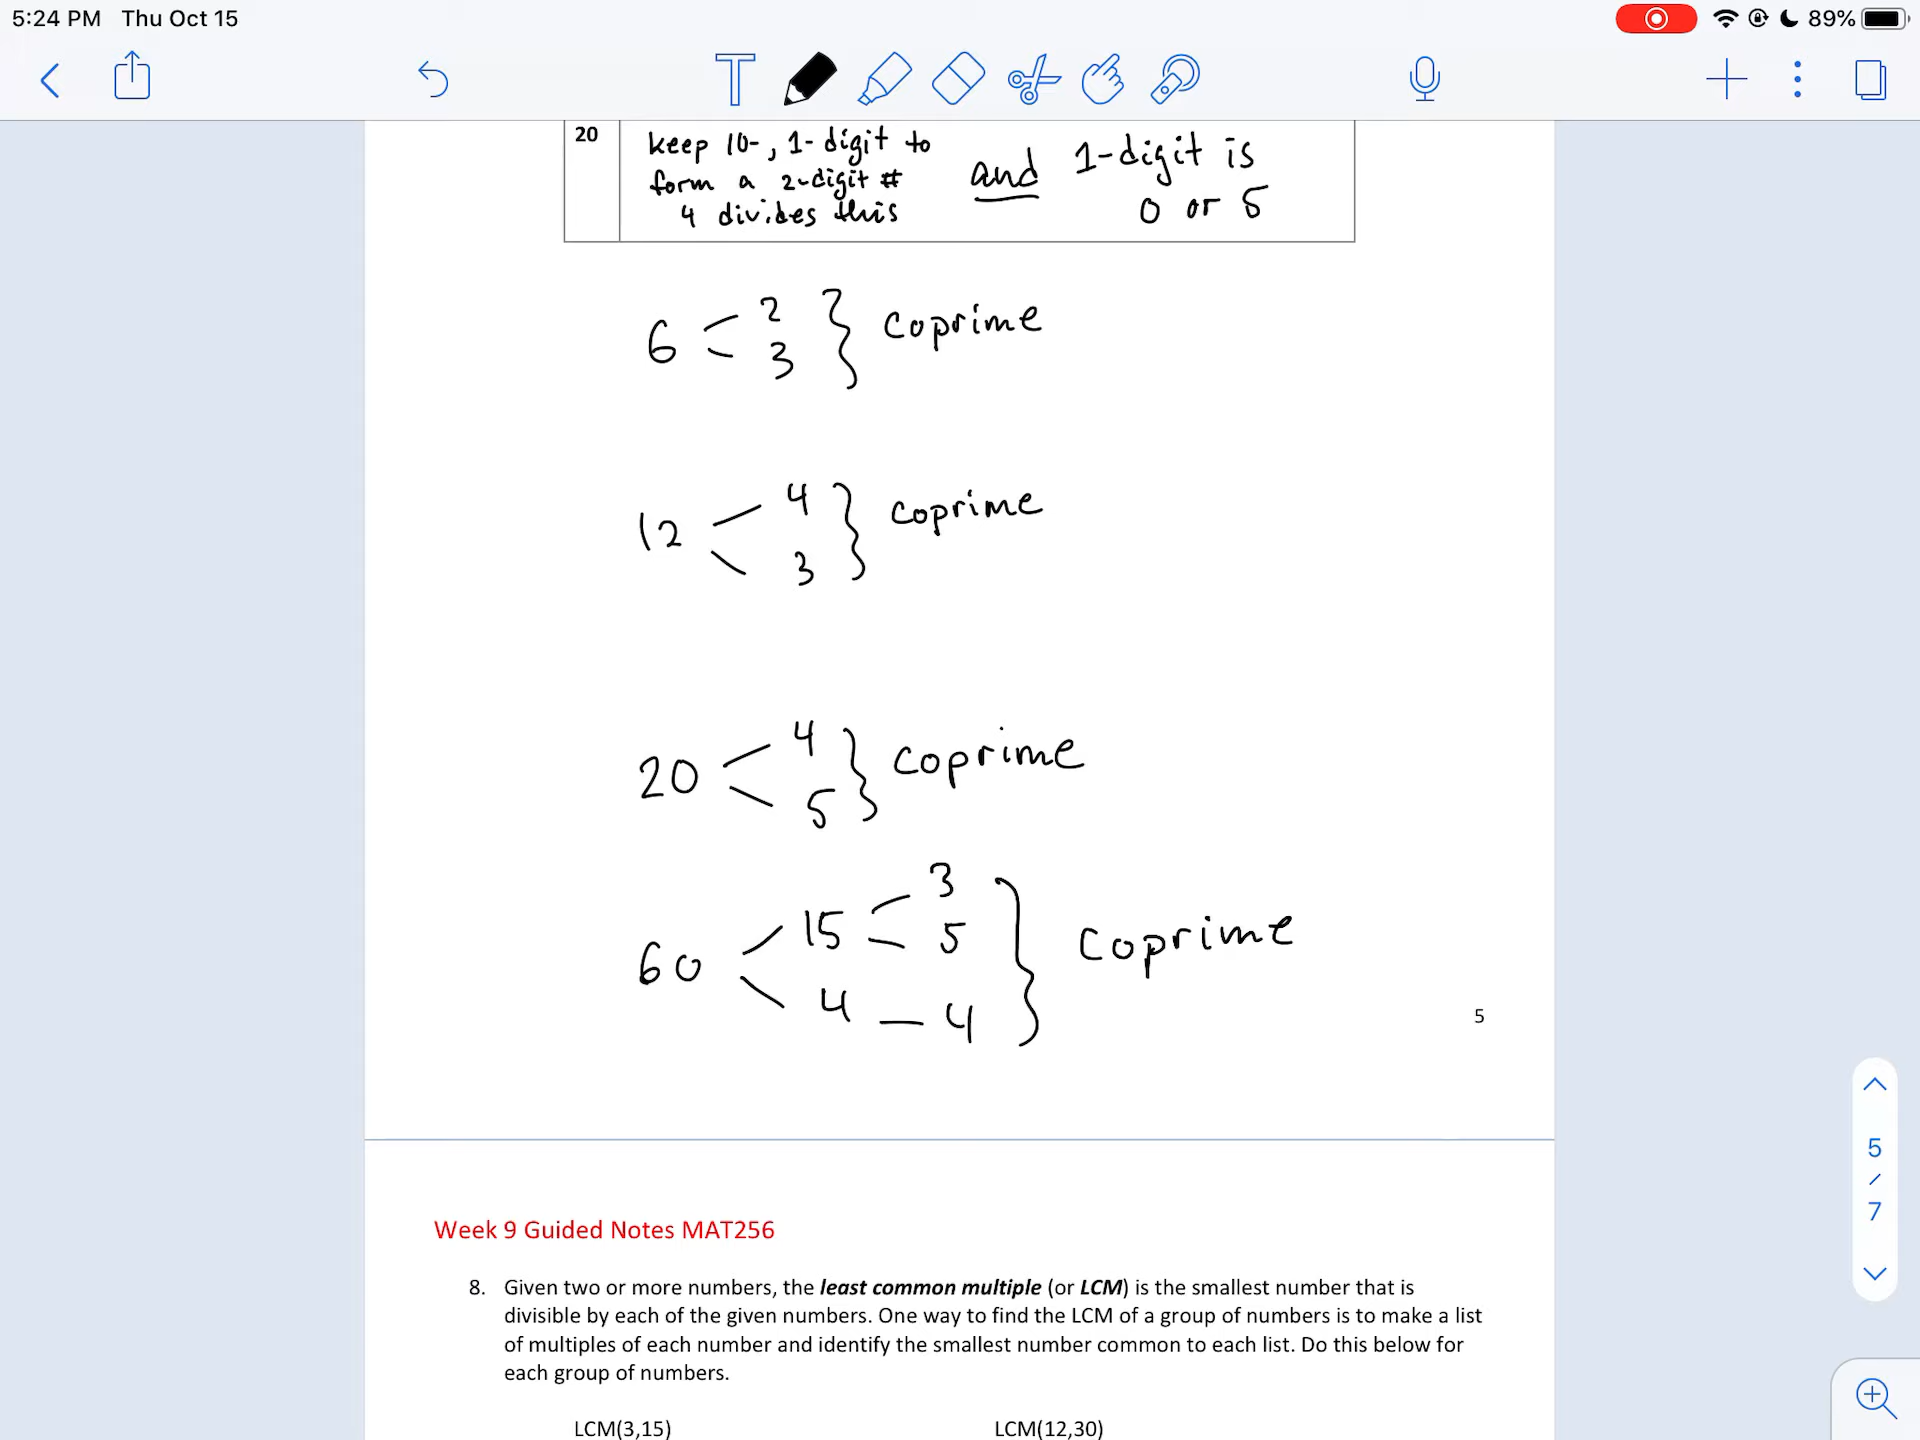 5:24 PM Thu Oct 15
89%
20
keep 10-, 1-digit to
form a 2-digit #
4 divides this
and
1-digit is
0 or 5
6
2
3
coprime
12
4
3
coprime
20
4
5
coprime
60
15
3
5
4
4
coprime
5
5
/
7
Week 9 Guided Notes MAT256
8. Given two or more numbers, the least common multiple (or LCM) is the smallest number that is
divisible by each of the given numbers. One way to find the LCM of a group of numbers is to make a list
of multiples of each number and identify the smallest number common to each list. Do this below for
each group of numbers.
LCM(3,15) LCM(12,30)